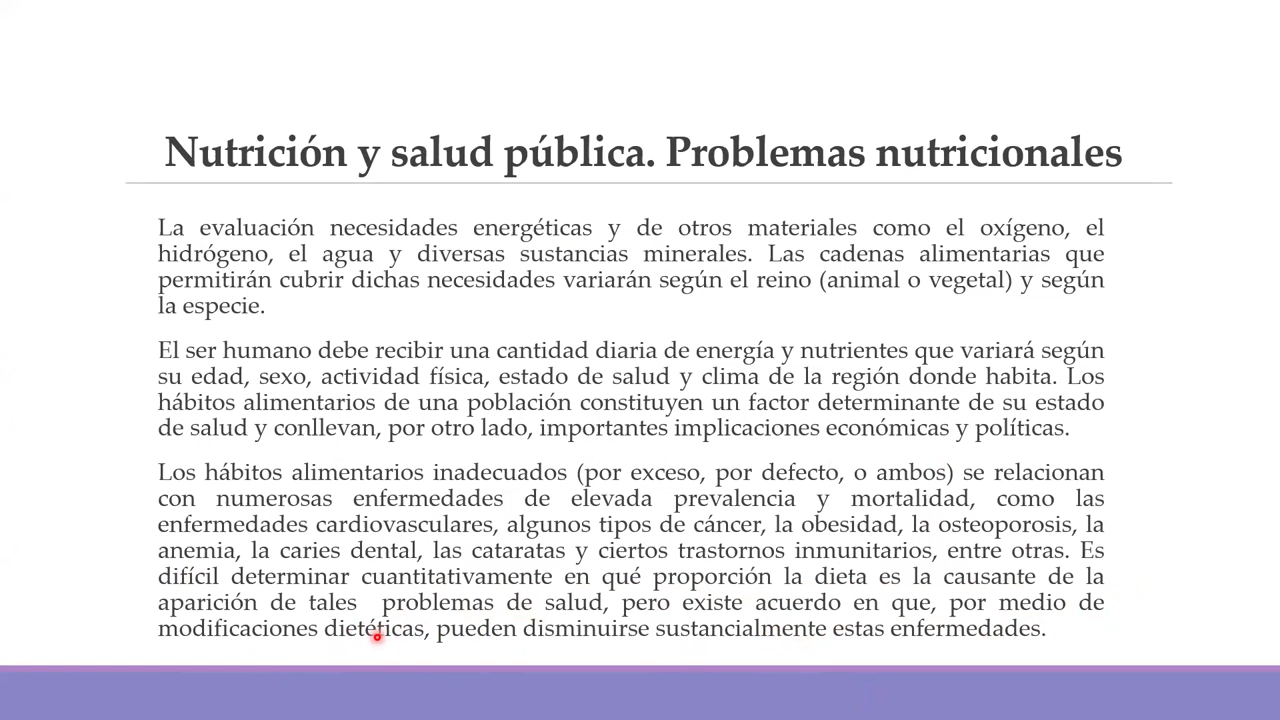 Nutrición y salud pública. Problemas nutricionales
La evaluación necesidades energéticas y de otros materiales como el oxígeno, el
hidrógeno, el agua y diversas sustancias minerales. Las cadenas alimentarias que
permitirán cubrir dichas necesidades variarán según el reino (animal o vegetal) y según
la especie.
El ser humano debe recibir una cantidad diaria de energía y nutrientes que variará según
su edad, sexo, actividad física, estado de salud y clima de la región donde habita. Los
hábitos alimentarios de una población constituyen un factor determinante de su estado
de salud y conllevan, por otro lado, importantes implicaciones económicas y políticas.
Los hábitos alimentarios inadecuados (por exceso, por defecto, o ambos) se relacionan
con numerosas enfermedades de elevada prevalencia y mortalidad, como las
enfermedades cardiovasculares, algunos tipos de cáncer, la obesidad, la osteoporosis, la
anemia, la caries dental, las cataratas y ciertos trastornos inmunitarios, entre otras. Es
difícil determinar cuantitativamente en qué proporción la dieta es la causante de la
aparición de tales problemas de salud, pero existe acuerdo en que, por medio de
modificaciones dietéticas, pueden disminuirse sustancialmente estas enfermedades.